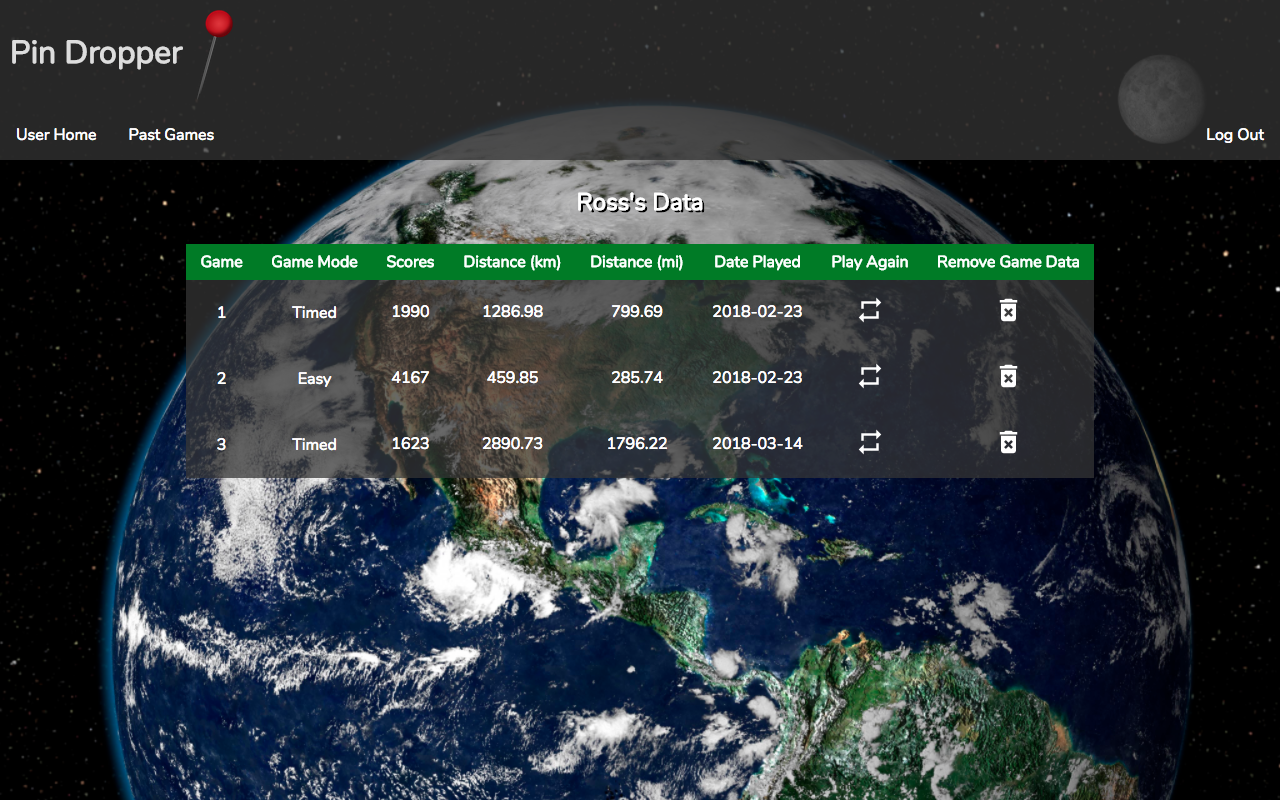 Pin Dropper
User Home Past Games Log Out
Ross's Data
Game Game Mode Scores Distance (km) Distance (mi) Date Played Play Again Remove Game Data
1 Timed 1990 1286.98 799.69 2018-02-23
2 Easy 4167 459.85 285.74 2018-02-23
3 Timed 1623 2890.73 1796.22 2018-03-14